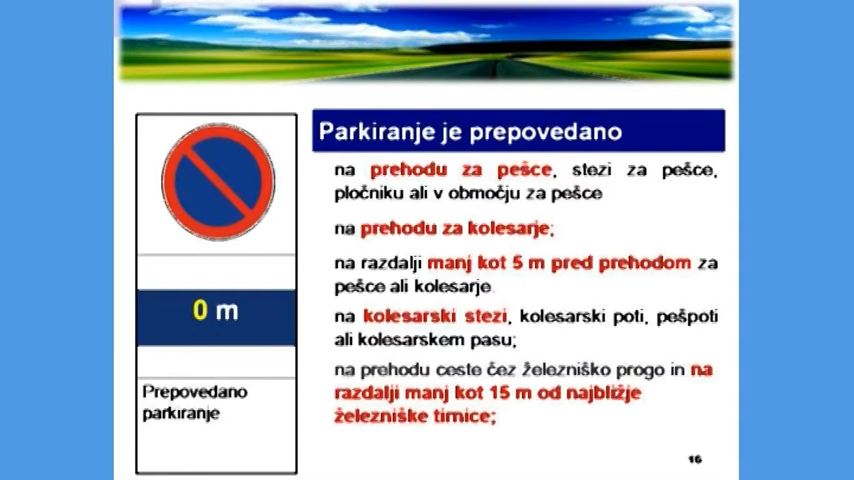 Parkiranje je prepovedano
na prehodu za pešce, stezi za pešce,
pločniku ali v območju za pešce
na prehodu za kolesarje;
na razdalji manj kot 5 m pred prehodom za
pešce ali kolesarje.
na kolesarski stezi, kolesarski poti, pešpoti
ali kolesarskem pasu;
na prehodu ceste čez železniško progo in na
razdalji manj kot 15 m od najbližje
železniške tirnice;
0 m
Prepovedano
parkiranje
16